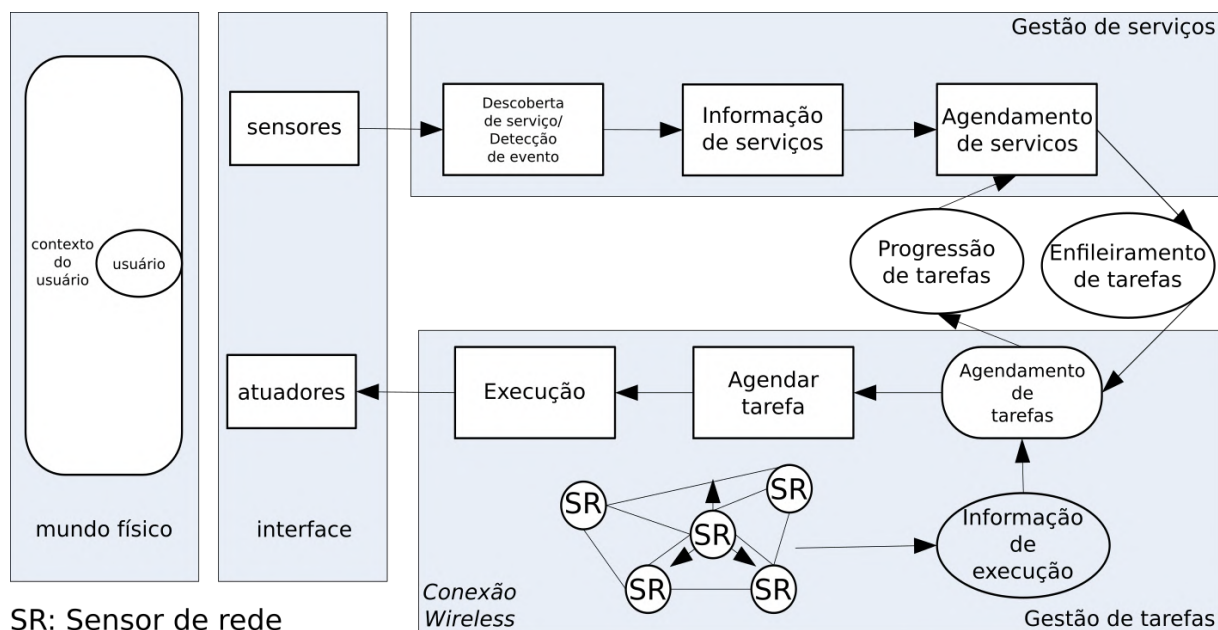 Gestão de serviços
sensores
Descoberta
de serviço/
Detecção
de evento
Informação
de serviços
Agendamento
de servicos
contexto
do
usuário
usuário
Progressão
de tarefas
Enfileiramento
de tarefas
atuadores
Execução
Agendar
tarefa
Agendamento
de
tarefas
SR
SR
SR
SR
SR
Informação
de
execução
mundo físico
interface
Conexão
Wireless
Gestão de tarefas
SR: Sensor de rede